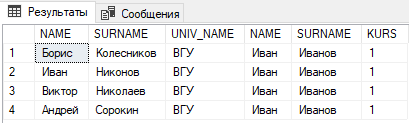 Результаты Сообщения
NAME SURNAME UNIV_NAME NAME SURNAME KURS
1 Борис Колесников ВГУ Иван Иванов 1
2 Иван Никонов ВГУ Иван Иванов 1
3 Виктор Николаев ВГУ Иван Иванов 1
4 Андрей Сорокин ВГУ Иван Иванов 1